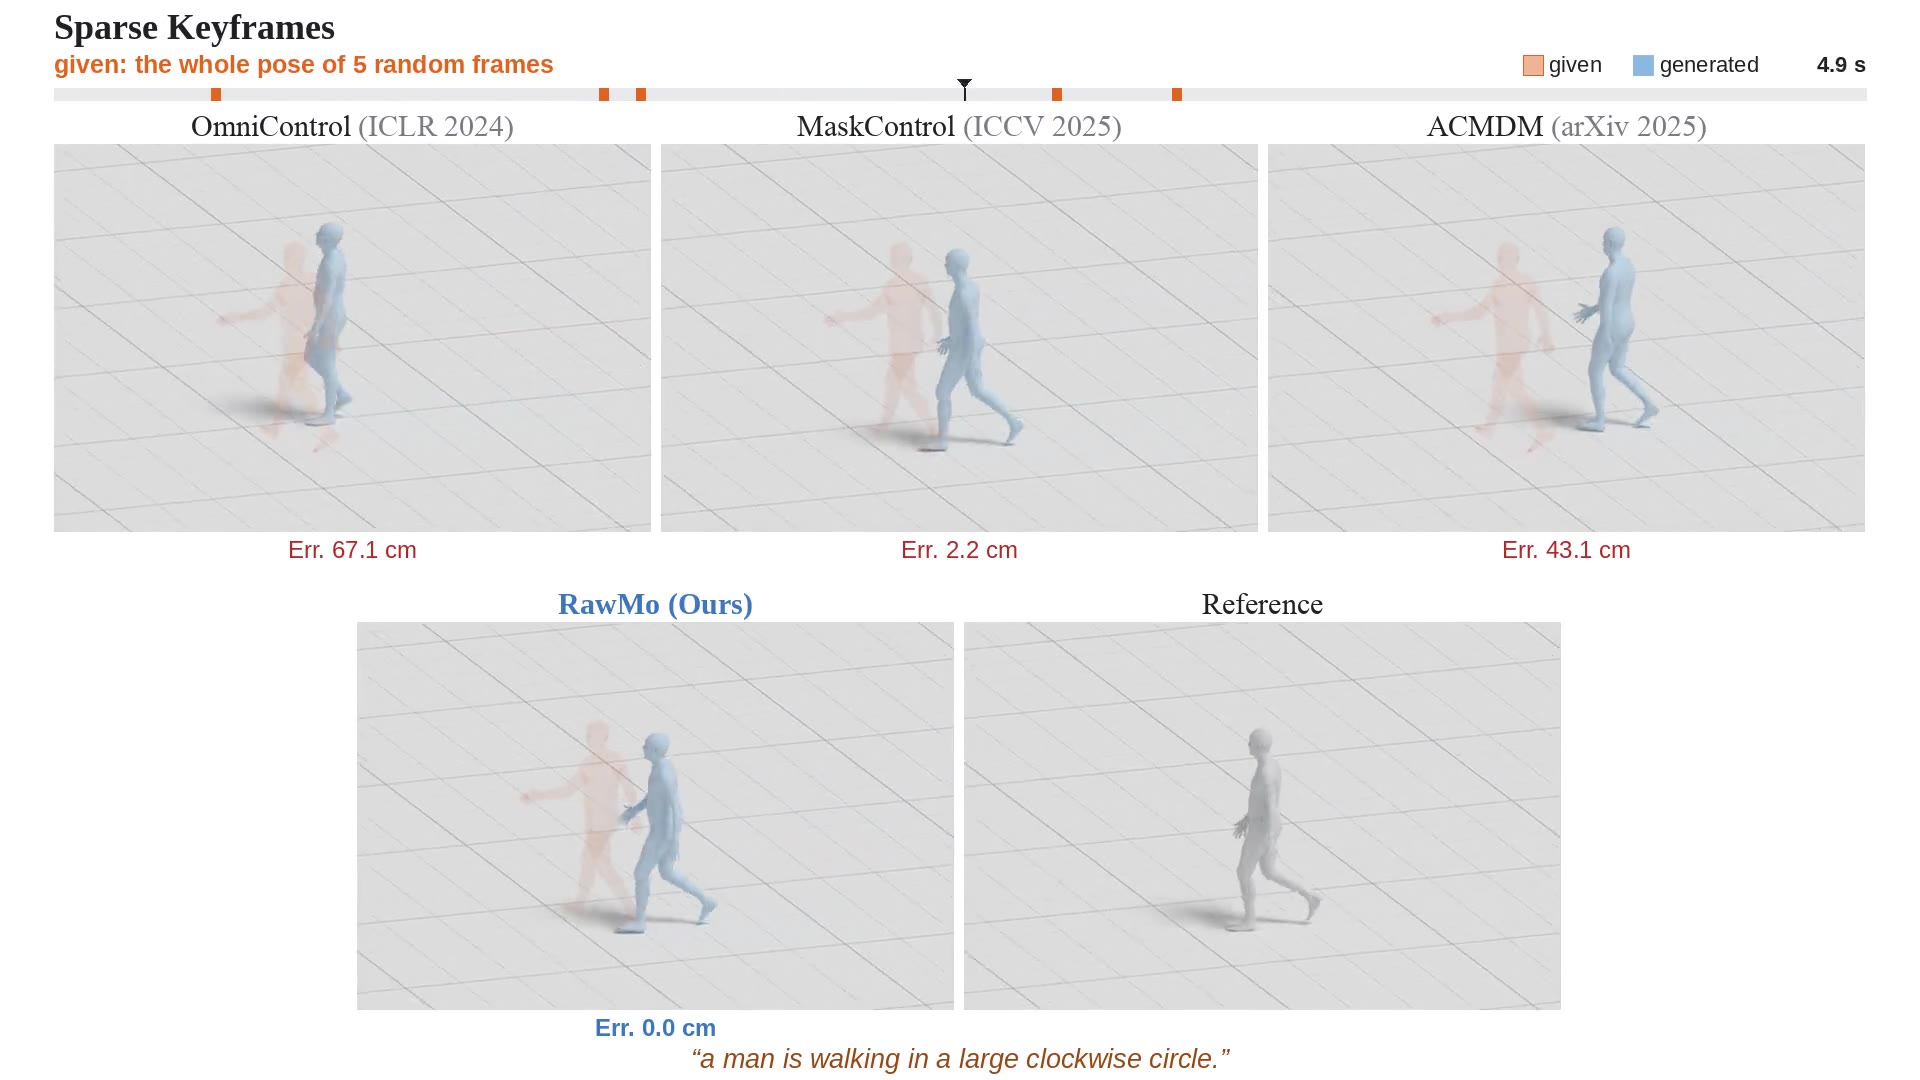 Sparse Keyframes
given: the whole pose of 5 random frames
given generated 4.9 s
OmniControl (ICLR 2024) MaskControl (ICCV 2025) ACMDM (arXiv 2025)
Err. 67.1 cm Err. 2.2 cm Err. 43.1 cm
RawMo (Ours) Reference
Err. 0.0 cm
“a man is walking in a large clockwise circle.”